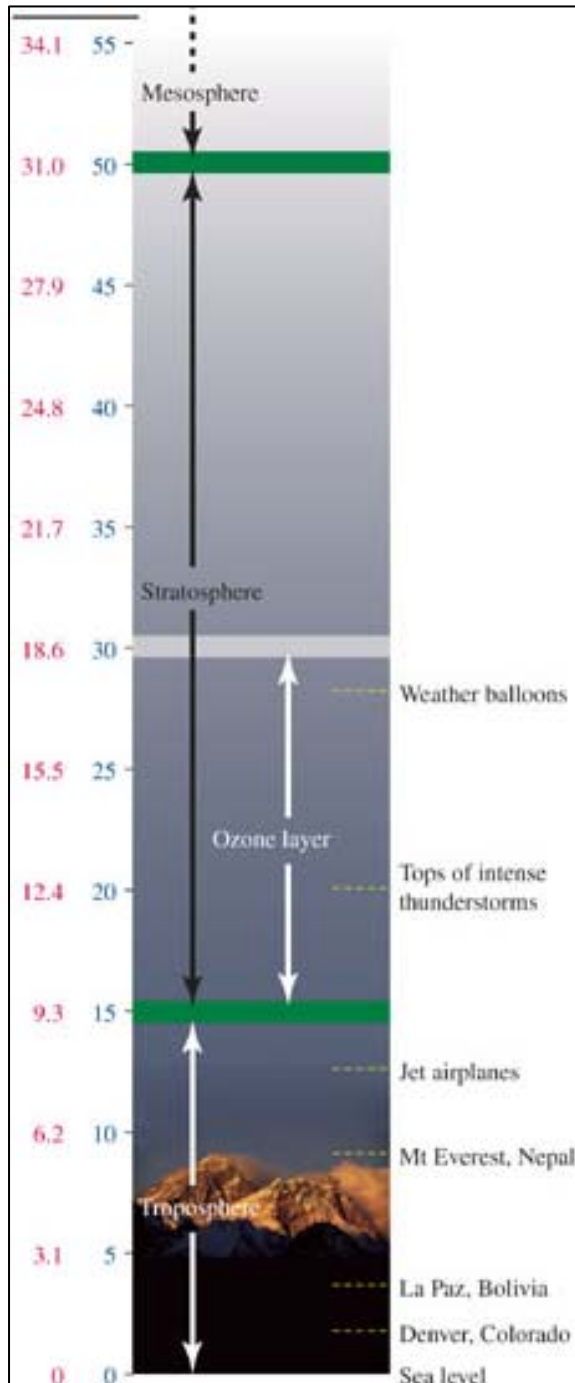 34.1 55
Mesosphere
31.0 50
27.9 45
24.8 40
21.7 35
Stratosphere
18.6 30
Weather balloons
15.5 25
Ozone layer
12.4 20
Tops of intense
thunderstorms
9.3 15
Jet airplanes
6.2 10
Mt Everest, Nepal
Troposphere
3.1 5
La Paz, Bolivia
Denver, Colorado
0 0
Sea level